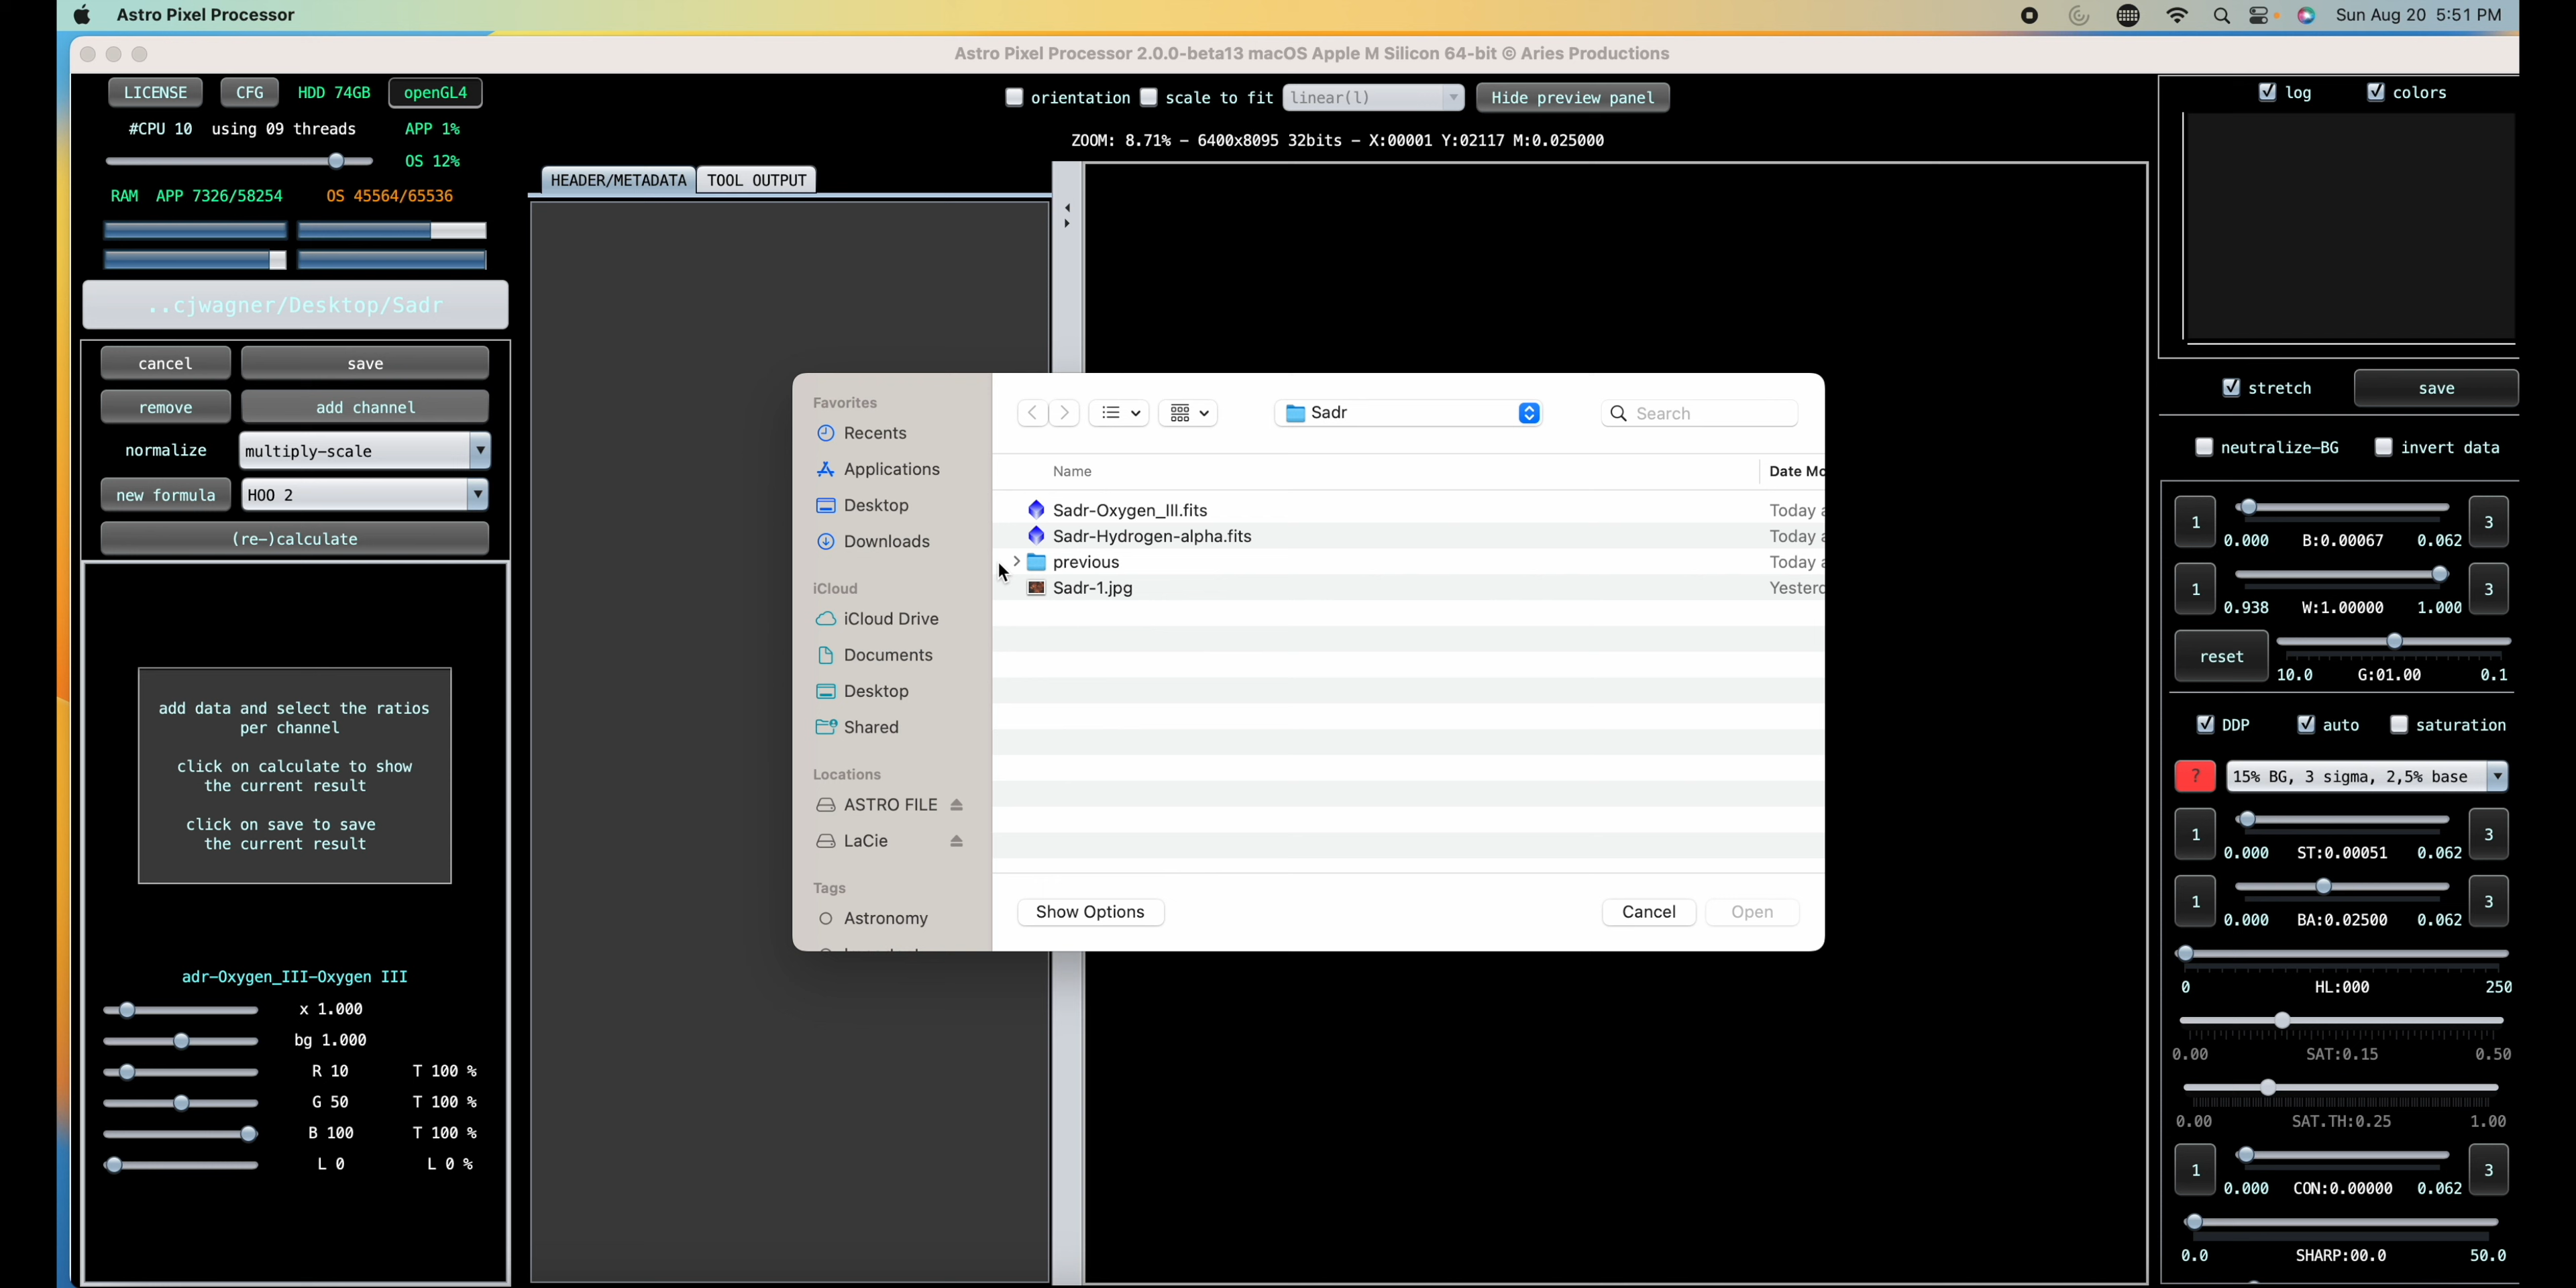 Astro Pixel Processor
Sun Aug 20 5:51 PM
Astro Pixel Processor 2.0.0-beta13 macOS Apple M Silicon 64-bit © Aries Productions
LICENSE CFG HDD 74GB openGL4
#CPU 10 using 09 threads APP 1%
OS 12%
RAM APP 7326/58254 OS 45564/65536
..cjwagner/Desktop/Sadr
cancel save
remove add channel
normalize multiply-scale
new formula HOO 2
(re-)calculate
add data and select the ratios
per channel
click on calculate to show
the current result
click on save to save
the current result
adr-Oxygen_III-Oxygen III
x 1.000
bg 1.000
R 10 T 100 %
G 50 T 100 %
B 100 T 100 %
L 0 L 0 %
orientation scale to fit linear(l) Hide preview panel
ZOOM: 8.71% - 6400x8095 32bits - X:00001 Y:02117 M:0.025000
HEADER/METADATA TOOL OUTPUT
Favorites
Recents
Applications
Desktop
Downloads
iCloud
iCloud Drive
Documents
Desktop
Shared
Locations
ASTRO FILE
LaCie
Tags
Astronomy
Sadr
Search
Name Date Mo
Sadr-Oxygen_III.fits Today a
Sadr-Hydrogen-alpha.fits Today a
previous Today a
Sadr-1.jpg Yesterd
Show Options Cancel Open
log colors
stretch save
neutralize-BG invert data
1 3
0.000 B:0.00067 0.062
1 3
0.938 W:1.00000 1.000
reset
10.0 G:01.00 0.1
DDP auto saturation
? 15% BG, 3 sigma, 2,5% base
1 3
0.000 ST:0.00051 0.062
1 3
0.000 BA:0.02500 0.062
0 HL:000 250
0.00 SAT:0.15 0.50
0.00 SAT.TH:0.25 1.00
1 3
0.000 CON:0.00000 0.062
0.0 SHARP:00.0 50.0